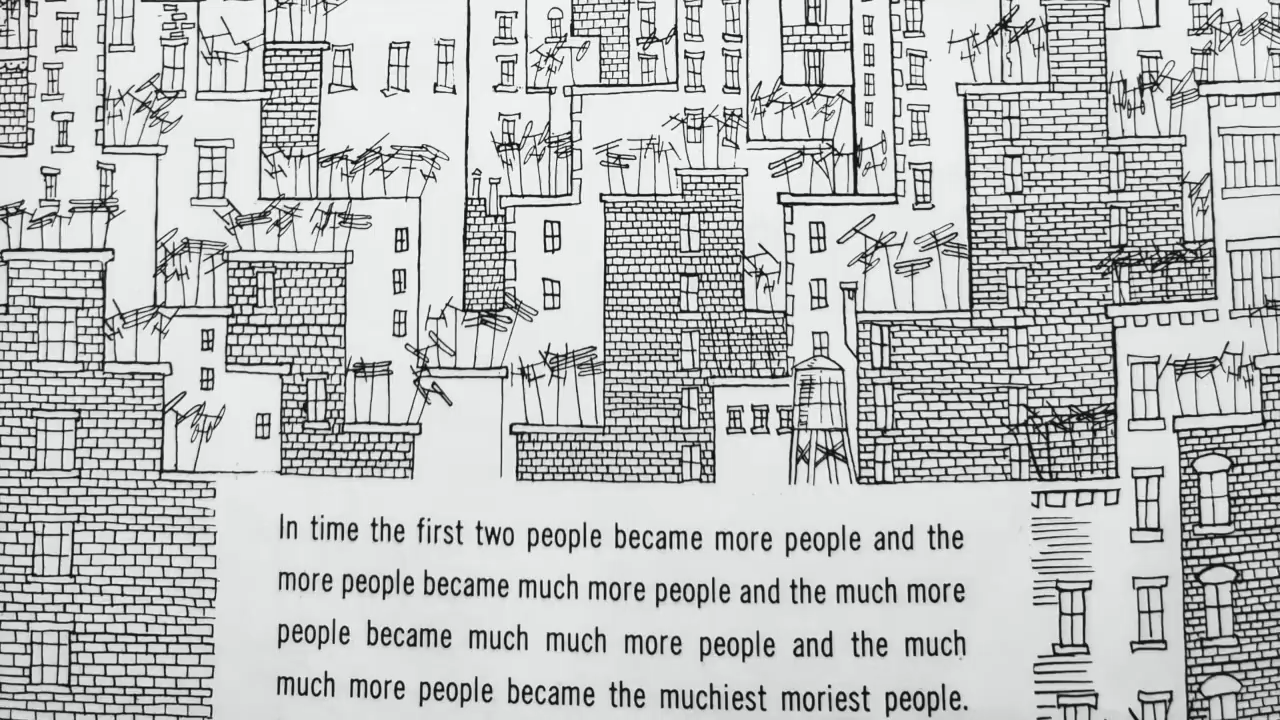 In time the first two people became more people and the
more people became much more people and the much more
people became much much more people and the much
much more people became the muchiest moriest people.